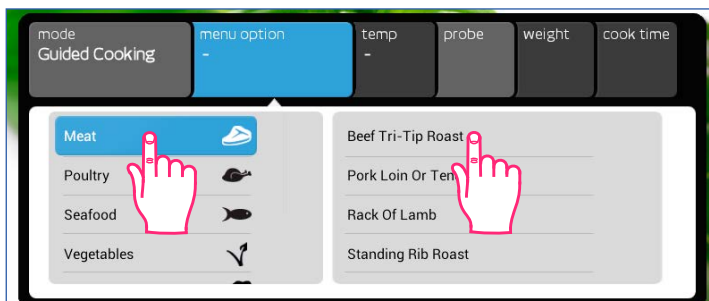 mode
Guided Cooking
menu option
-
temp
-
probe
weight
cook time
Meat
Poultry
Seafood
Vegetables
Beef Tri-Tip Roast
Pork Loin Or
Rack Of Lamb
Standing Rib Roast